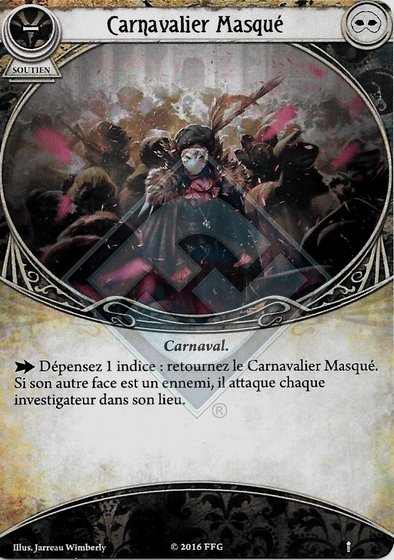 Carnavalier Masqué
SOUTIEN
Carnaval.
Dépensez 1 indice : retournez le Carnavalier Masqué.
Si son autre face est un ennemi, il attaque chaque
investigateur dans son lieu.
®
Illus. Jarreau Wimberly
© 2016 FFG